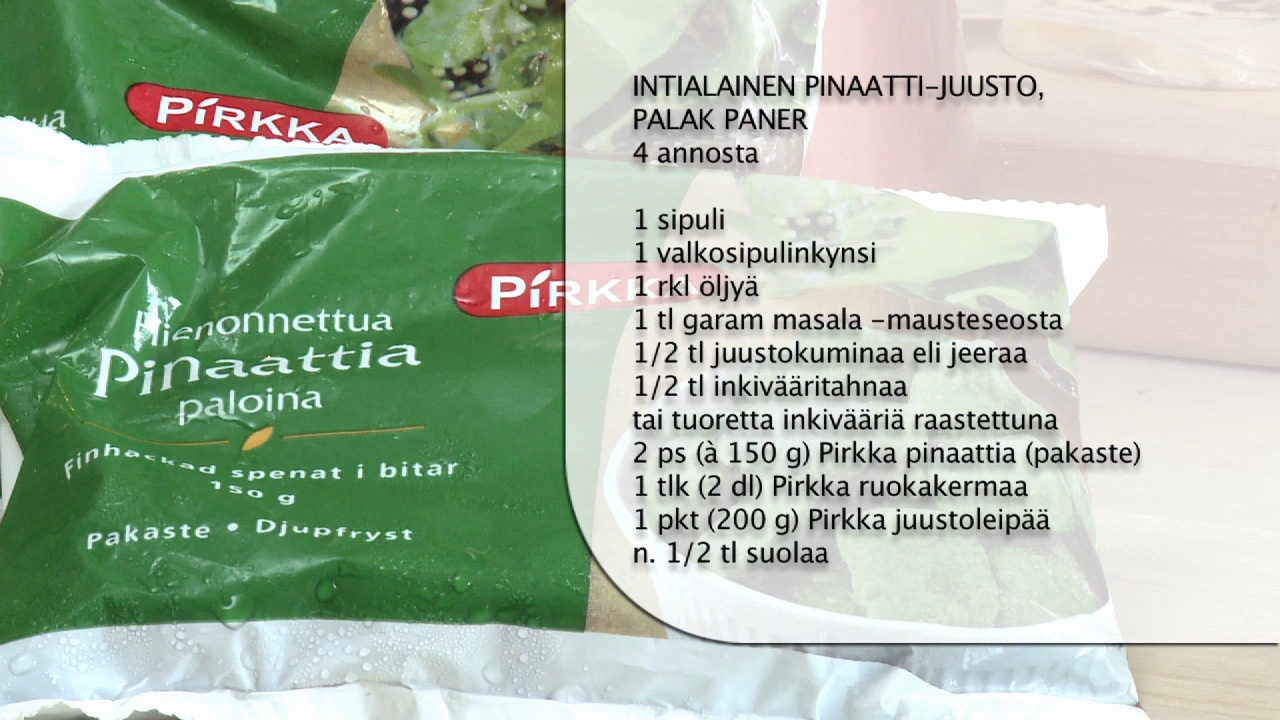 ua
PIRKKA
PIRKKA
Hienonnettua
Pinaattia
paloina
Finhackad spenat i bitar
150 g
Pakaste • Djupfryst
INTIALAINEN PINAATTI-JUUSTO,
PALAK PANER
4 annosta
1 sipuli
1 valkosipulinkynsi
1 rkl öljyä
1 tl garam masala -mausteseosta
1/2 tl juustokuminaa eli jeeraa
1/2 tl inkivääritahnaa
tai tuoretta inkivääriä raastettuna
2 ps (à 150 g) Pirkka pinaattia (pakaste)
1 tlk (2 dl) Pirkka ruokakermaa
1 pkt (200 g) Pirkka juustoleipää
n. 1/2 tl suolaa